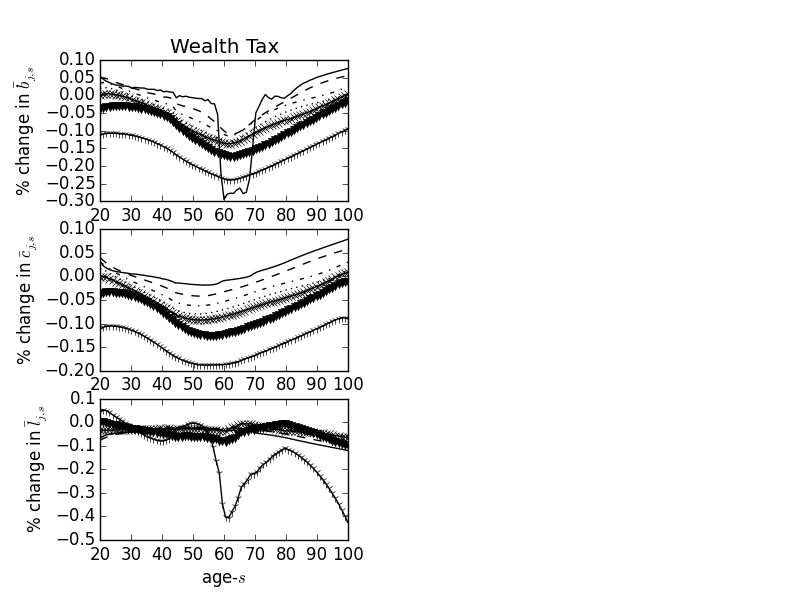 Wealth Tax
% change in b̄_{j,s}
0.10
0.05
0.00
−0.05
−0.10
−0.15
−0.20
−0.25
−0.30
20 30 40 50 60 70 80 90 100
% change in c̄_{j,s}
0.10
0.05
0.00
−0.05
−0.10
−0.15
−0.20
20 30 40 50 60 70 80 90 100
% change in l̄_{j,s}
0.1
0.0
−0.1
−0.2
−0.3
−0.4
−0.5
20 30 40 50 60 70 80 90 100
age-s